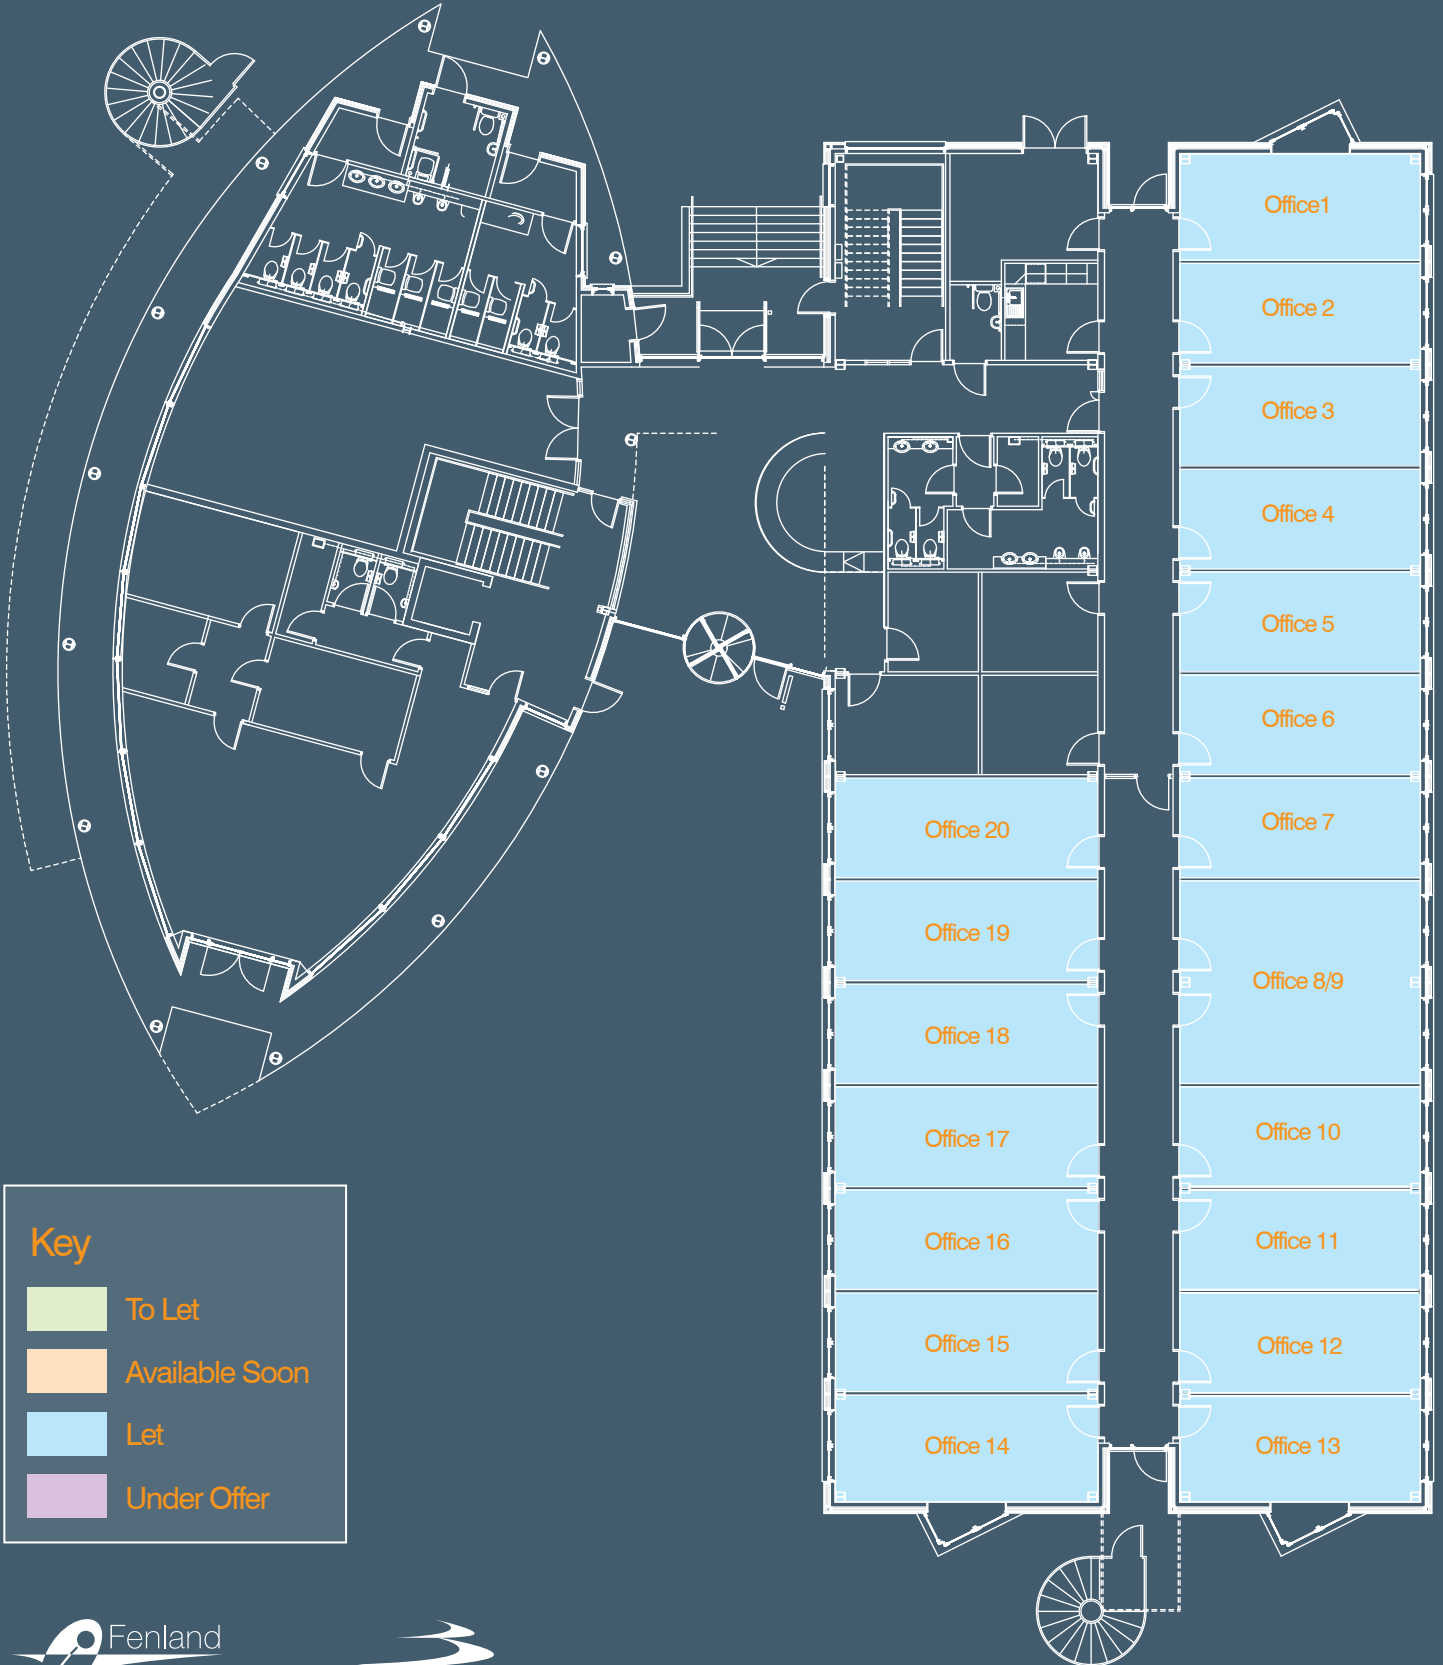 Office1
Office 2
Office 3
Office 4
Office 5
Office 6
Office 7
Office 8/9
Office 10
Office 11
Office 12
Office 13
Office 20
Office 19
Office 18
Office 17
Office 16
Office 15
Office 14
Key
To Let
Available Soon
Let
Under Offer
Fenland